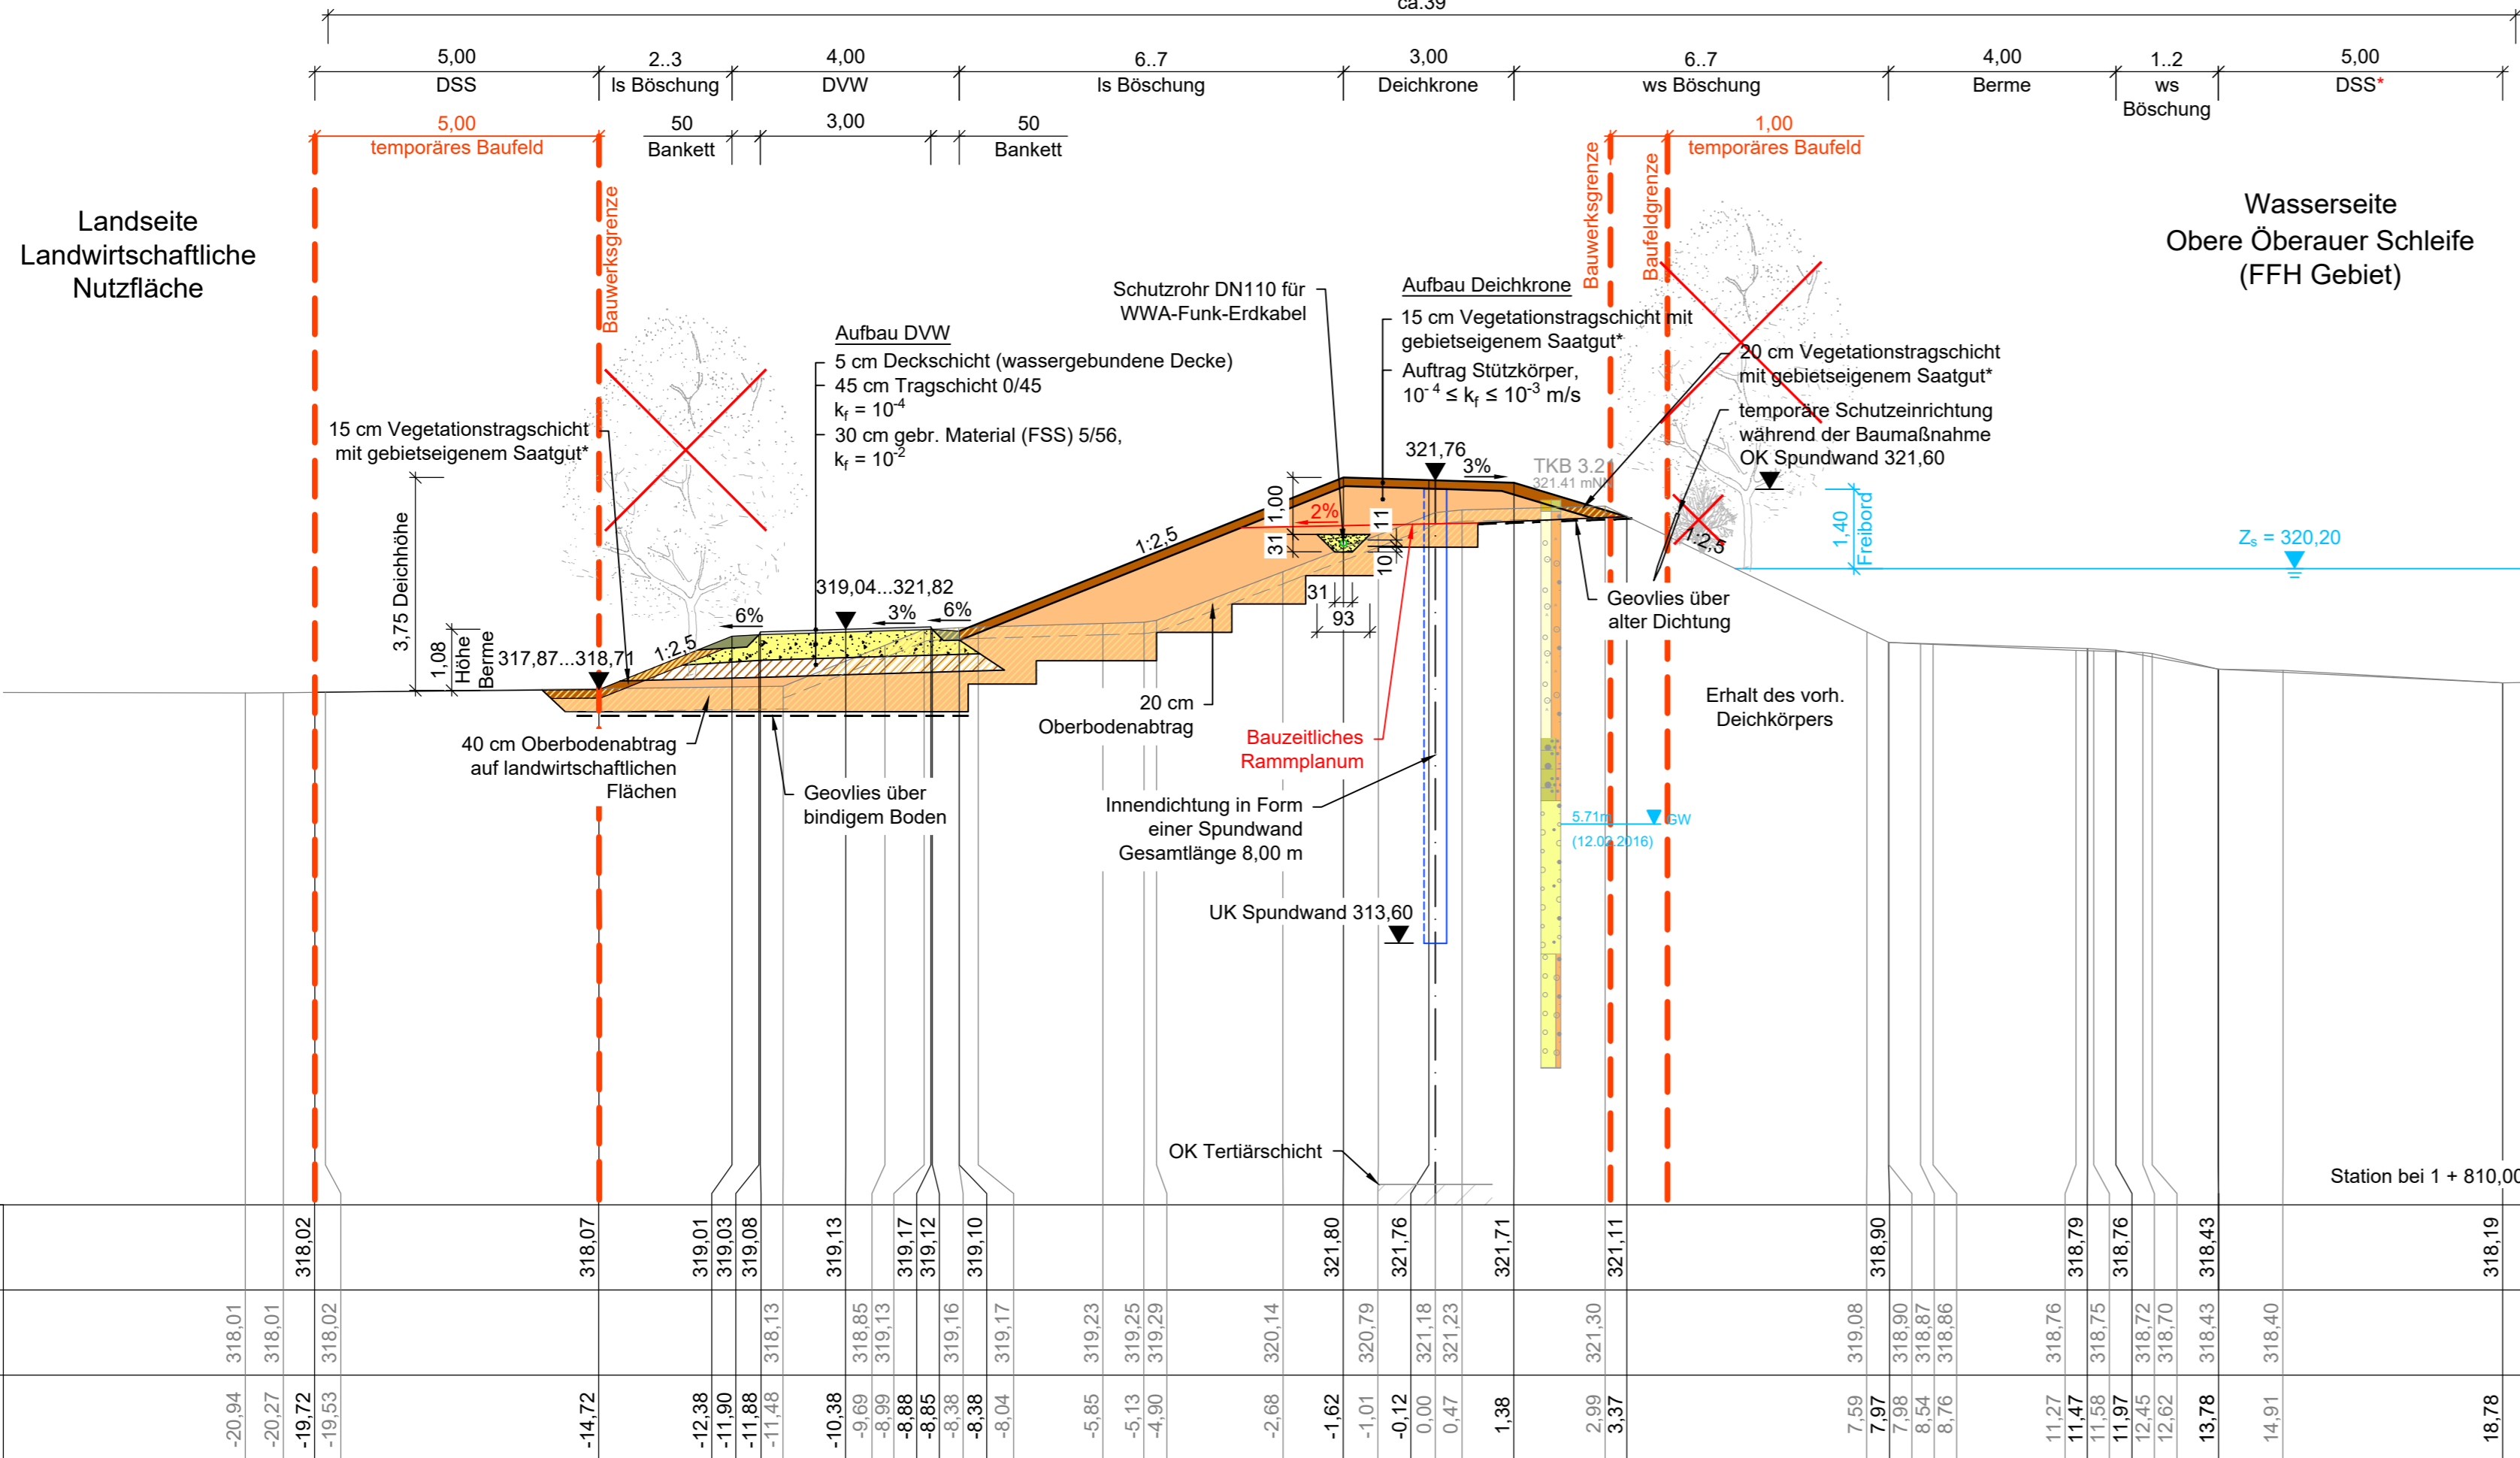 ca.39
5,00
2..3
4,00
6..7
3,00
6..7
4,00
1..2
5,00
DSS
ls Böschung
DVW
ls Böschung
Deichkrone
ws Böschung
Berme
ws
Böschung
DSS*
5,00
temporäres Baufeld
50
Bankett
3,00
50
Bankett
1,00
temporäres Baufeld
Bauwerksgrenze
Bauwerksgrenze
Baufeldgrenze
Landseite
Landwirtschaftliche
Nutzfläche
Wasserseite
Obere Öberauer Schleife
(FFH Gebiet)
Aufbau DVW
5 cm Deckschicht (wassergebundene Decke)
45 cm Tragschicht 0/45
kf = 10-4
30 cm gebr. Material (FSS) 5/56,
kf = 10-2
15 cm Vegetationstragschicht
mit gebietseigenem Saatgut*
Schutzrohr DN110 für
WWA-Funk-Erdkabel
Aufbau Deichkrone
15 cm Vegetationstragschicht mit
gebietseigenem Saatgut*
Auftrag Stützkörper,
10-4 ≤ kf ≤ 10-3 m/s
20 cm Vegetationstragschicht
mit gebietseigenem Saatgut*
temporäre Schutzeinrichtung
während der Baumaßnahme
OK Spundwand 321,60
321,76
3%
TKB 3.2
321.41 mN
1,40
Freibord
Zs = 320,20
3,75 Deichhöhe
1,08
Höhe
Berme
317,87...318,71
1:2,5
6%
319,04...321,82
3%
6%
1:2,5
1,00
31
2%
11
10
31
93
1:2,5
Geovlies über
alter Dichtung
Erhalt des vorh.
Deichkörpers
20 cm
Oberbodenabtrag
Bauzeitliches
Rammplanum
40 cm Oberbodenabtrag
auf landwirtschaftlichen
Flächen
Geovlies über
bindigem Boden
Innendichtung in Form
einer Spundwand
Gesamtlänge 8,00 m
5.71m
GW
(12.02.2016)
UK Spundwand 313,60
OK Tertiärschicht
Station bei 1 + 810,00
318,02
318,07
319,01
319,03
319,08
319,13
319,17
319,12
319,10
321,80
321,76
321,71
321,11
318,90
318,79
318,76
318,43
318,19
318,01
318,01
318,02
318,13
318,85
319,13
319,16
319,17
319,23
319,25
319,29
320,14
320,79
321,18
321,23
321,30
319,08
318,90
318,87
318,86
318,76
318,75
318,72
318,70
318,43
318,40
-20,94
-20,27
-19,72
-19,53
-14,72
-12,38
-11,90
-11,88
-11,48
-10,38
-9,69
-8,99
-8,88
-8,85
-8,38
-8,38
-8,04
-5,85
-5,13
-4,90
-2,68
-1,62
-1,01
-0,12
0,00
0,47
1,38
2,99
3,37
7,59
7,97
7,98
8,54
8,76
11,27
11,47
11,58
11,97
12,45
12,62
13,78
14,91
18,78